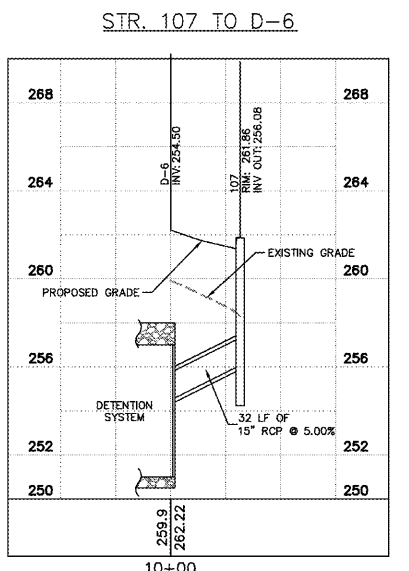 STR. 107 TO D-6
268
268
D-6
INV: 254.50
107
RIM: 261.86
INV OUT: 256.08
264
264
EXISTING GRADE
260
260
PROPOSED GRADE
256
256
DETENTION
SYSTEM
32 LF OF
15" RCP @ 5.00%
252
252
250
250
259.9
262.22
10+00